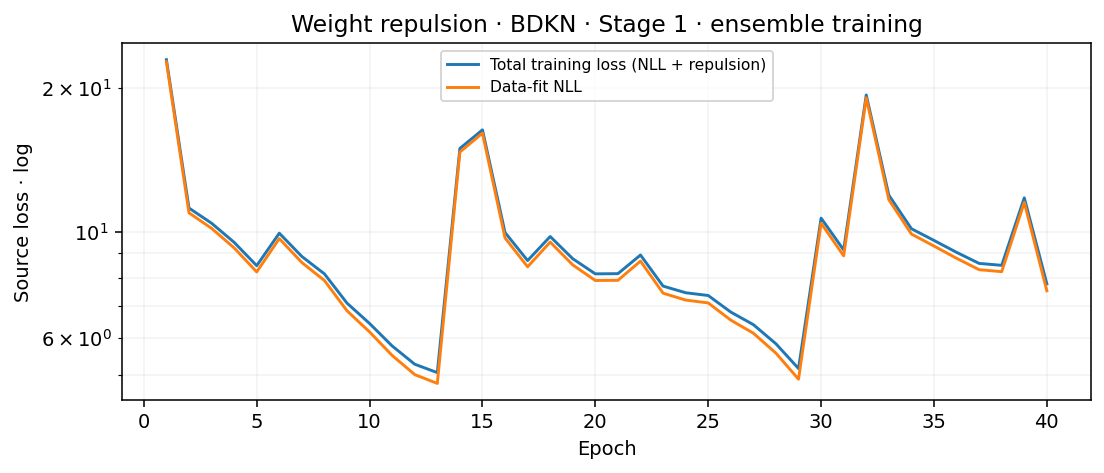 Weight repulsion · BDKN · Stage 1 · ensemble training
Total training loss (NLL + repulsion)
Data-fit NLL
Source loss · log
2 × 10¹
10¹
6 × 10⁰
0 5 10 15 20 25 30 35 40
Epoch